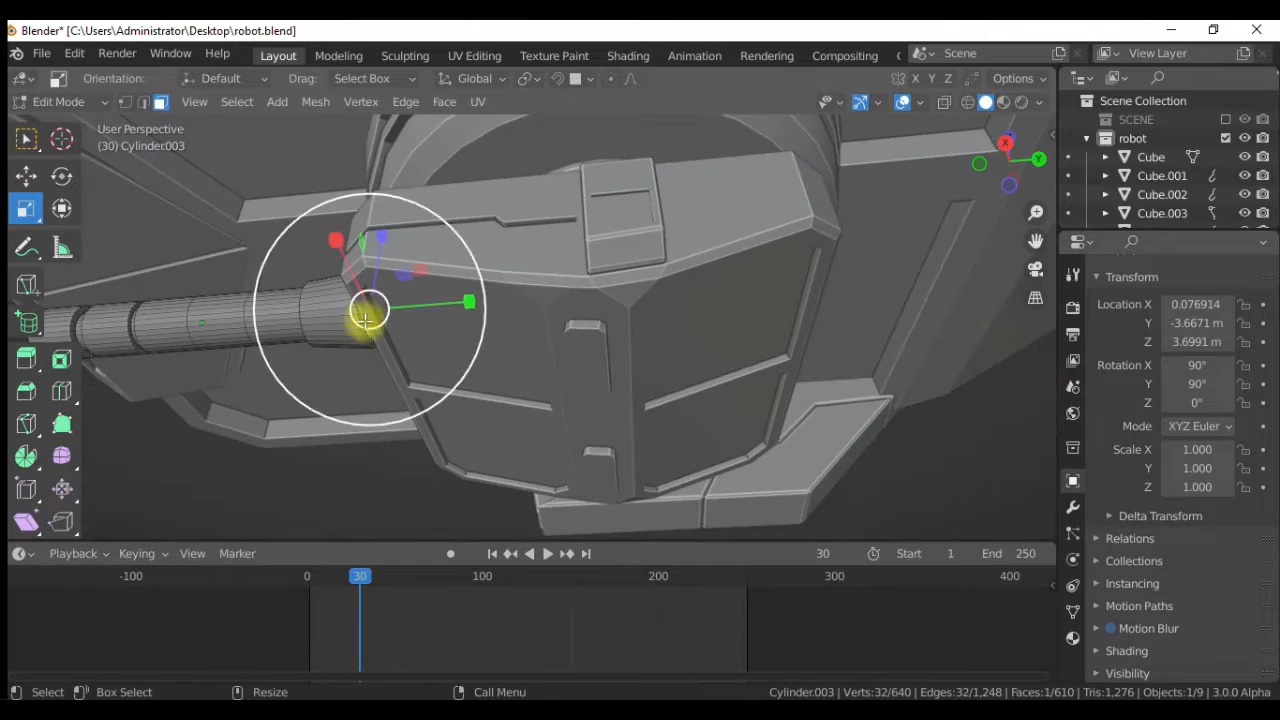 Blender* [C:\Users\Administrator\Desktop\robot.blend]
File Edit Render Window Help Layout Modeling Sculpting UV Editing Texture Paint Shading Animation Rendering Compositing Scene View Layer
Orientation: Default Drag: Select Box Global X Y Z Options
Edit Mode View Select Add Mesh Vertex Edge Face UV
Scene Collection
SCENE
robot
Cube
Cube.001
Cube.002
Cube.003
User Perspective
(30) Cylinder.003
X
Y
Transform
Location X 0.076914
Y -3.6671 m
Z 3.6991 m
Rotation X 90°
Y 90°
Z 0°
Mode XYZ Euler
Scale X 1.000
Y 1.000
Z 1.000
Delta Transform
Relations
Collections
Instancing
Motion Paths
Motion Blur
Shading
Visibility
Playback Keying View Marker 30 Start 1 End 250
-100 0 30 100 200 300 400
Select Box Select Resize Call Menu Cylinder.003 | Verts:32/640 | Edges:32/1,248 | Faces:1/610 | Tris:1,276 | Objects:1/9 | 3.0.0 Alpha